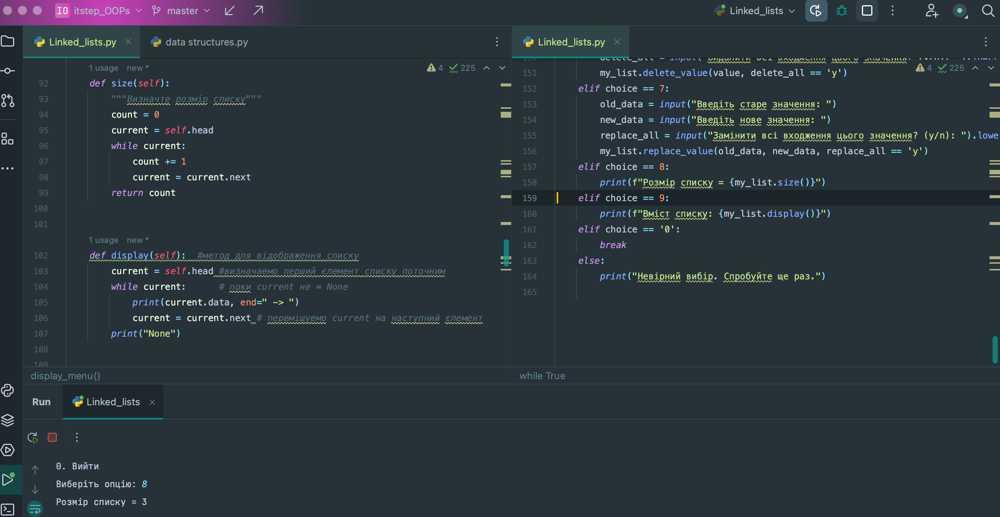 IO itstep_OOPs master Linked_lists
Linked_lists.py data structures.py
1 usage new *
4 225
92 def size(self):
93 """Визначте розмір списку"""
94 count = 0
95 current = self.head
96 while current:
97 count += 1
98 current = current.next
99 return count
100
101
1 usage new *
102 def display(self): #метод для відображення списку
103 current = self.head #визначаемо перший єлемент списку поточним
104 while current: # поки current не = None
105 print(current.data, end=" -> ")
106 current = current.next # переміщуемо current на наступний єлемент
107 print("None")
108
109
display_menu()
Linked_lists.py
150 delete_all = input("Видалити всі входження цього значення? (y/n): ").lowe
4 225
151 my_list.delete_value(value, delete_all == 'y')
152 elif choice == 7:
153 old_data = input("Введіть старе значення: ")
154 new_data = input("Введіть нове значення: ")
155 replace_all = input("Замінити всі входження цього значення? (y/n): ").lowe
156 my_list.replace_value(old_data, new_data, replace_all == 'y')
157 elif choice == 8:
158 print(f"Розмір списку = {my_list.size()}")
159 elif choice == 9:
160 print(f"Вміст списку: {my_list.display()}")
161 elif choice == '0':
162 break
163 else:
164 print("Невірний вибір. Спробуйте ще раз.")
165
while True
Run Linked_lists
0. Вийти
Виберіть опцію: 8
Розмір списку = 3